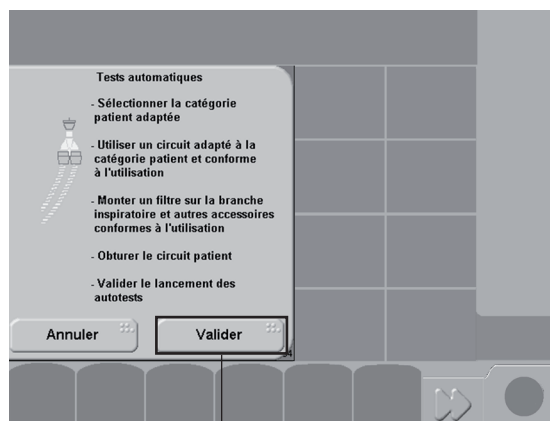 Tests automatiques
- Sélectionner la catégorie
patient adaptée
- Utiliser un circuit adapté à la
catégorie patient et conforme
à l'utilisation
- Monter un filtre sur la branche
inspiratoire et autres accessoires
conformes à l'utilisation
- Obturer le circuit patient
- Valider le lancement des
autotests
Annuler
Valider